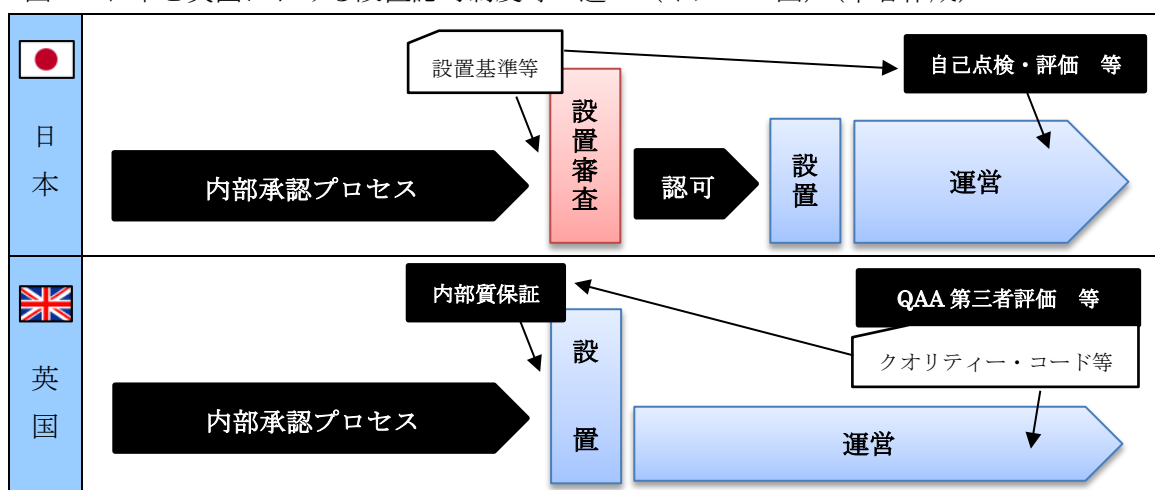 設置基準等
自己点検・評価 等
日本
内部承認プロセス
設置審査
認可
設置
運営
内部質保証
QAA 第三者評価 等
クオリティー・コード等
英国
内部承認プロセス
設置
運営